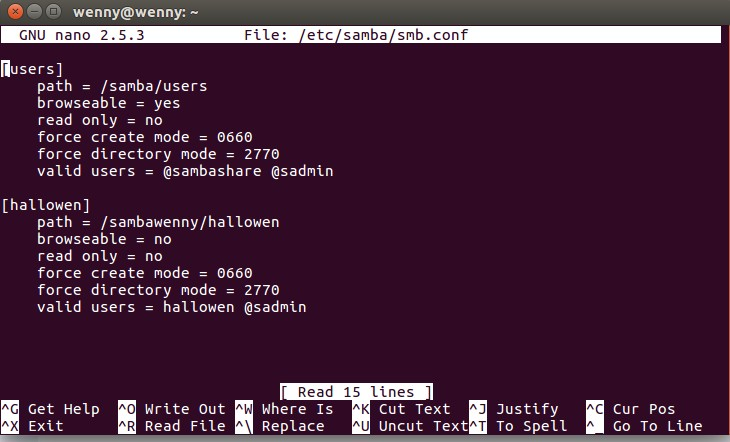 wenny@wenny: ~
GNU nano 2.5.3 File: /etc/samba/smb.conf
[users]
path = /samba/users
browseable = yes
read only = no
force create mode = 0660
force directory mode = 2770
valid users = @sambashare @sadmin
[hallowen]
path = /sambawenny/hallowen
browseable = no
read only = no
force create mode = 0660
force directory mode = 2770
valid users = hallowen @sadmin
[ Read 15 lines ]
^G Get Help ^O Write Out ^W Where Is ^K Cut Text ^J Justify ^C Cur Pos
^X Exit ^R Read File ^\ Replace ^U Uncut Text ^T To Spell ^_ Go To Line